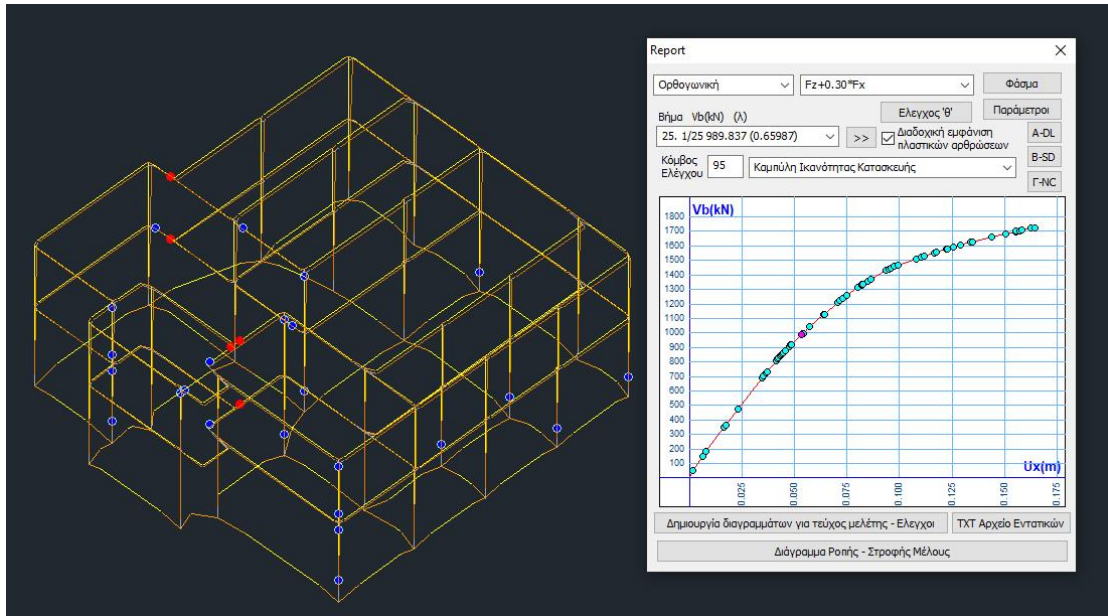 Report
Ορθογωνική Fz+0.30*Fx Φάσμα
Ελεγχος 'θ' Παράμετροι
Βήμα Vb(kN) (λ)
25. 1/25 989.837 (0.65987) >> Διαδοχική εμφάνιση πλαστικών αρθρώσεων A-DL
B-SD
Κόμβος Ελέγχου 95 Καμπύλη Ικανότητας Κατασκευής
Γ-NC
Vb(kN)
1800
1700
1600
1500
1400
1300
1200
1100
1000
900
800
700
600
500
400
300
200
100
Ux(m)
0.025 0.050 0.075 0.100 0.125 0.150 0.175
Δημιουργία διαγραμμάτων για τεύχος μελέτης - Ελεγχοι TXT Αρχείο Εντατικών
Διάγραμμα Ροπής - Στροφής Μέλους